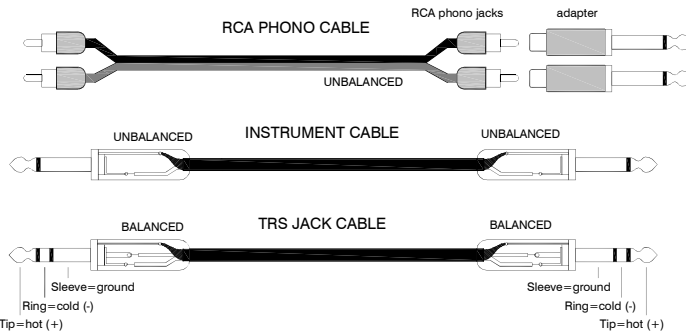 RCA PHONO CABLE
RCA phono jacks
adapter
UNBALANCED
UNBALANCED
INSTRUMENT CABLE
UNBALANCED
BALANCED
TRS JACK CABLE
BALANCED
Sleeve=ground
Ring=cold (-)
Tip=hot (+)
Sleeve=ground
Ring=cold (-)
Tip=hot (+)